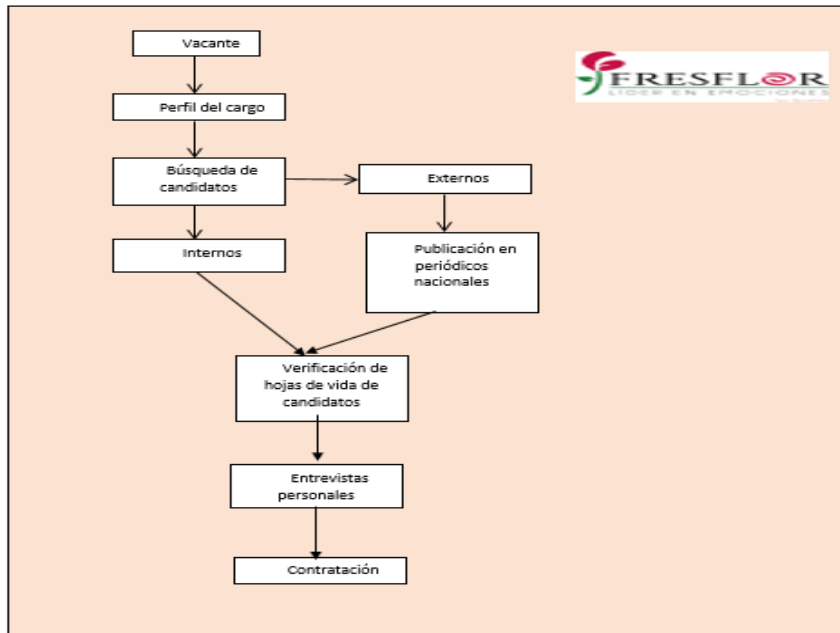 Vacante
FRESFLOR
LÍDER EN EMOCIONES
Perfil del cargo
Búsqueda de
candidatos
Externos
Internos
Publicación en
periódicos
nacionales
Verificación de
hojas de vida de
candidatos
Entrevistas
personales
Contratación